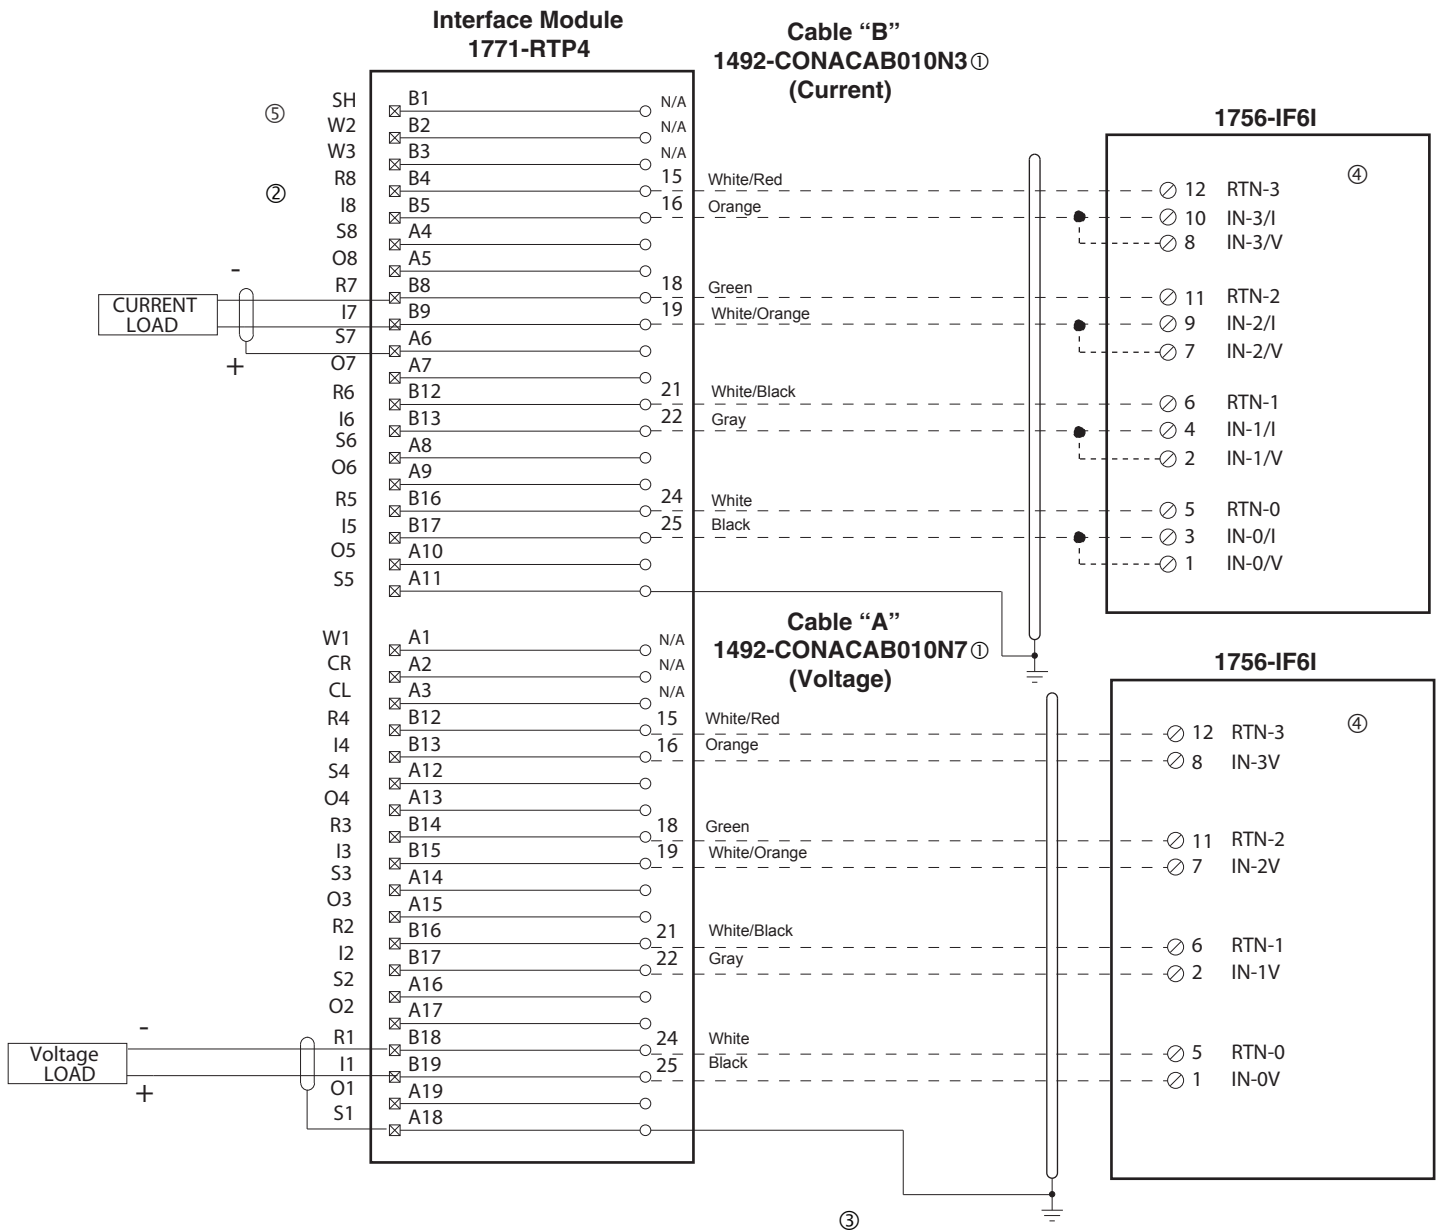 Interface Module
1771-RTP4
Cable “B”
1492-CONACAB010N3①
(Current)
1756-IF6I
④
⑤
②
SH B1 N/A
W2 B2 N/A
W3 B3 N/A
R8 B4 15 White/Red 12 RTN-3
I8 B5 16 Orange 10 IN-3/I
S8 A4 8 IN-3/V
O8 A5
-
CURRENT
LOAD
+
R7 B8 18 Green 11 RTN-2
I7 B9 19 White/Orange 9 IN-2/I
S7 A6 7 IN-2/V
O7 A7
R6 B12 21 White/Black 6 RTN-1
I6 B13 22 Gray 4 IN-1/I
S6 A8 2 IN-1/V
O6 A9
R5 B16 24 White 5 RTN-0
I5 B17 25 Black 3 IN-0/I
O5 A10 1 IN-0/V
S5 A11
Cable “A”
1492-CONACAB010N7①
(Voltage)
1756-IF6I
④
W1 A1 N/A
CR A2 N/A
CL A3 N/A
R4 B12 15 White/Red 12 RTN-3
I4 B13 16 Orange 8 IN-3V
S4 A12
O4 A13
R3 B14 18 Green 11 RTN-2
I3 B15 19 White/Orange 7 IN-2V
S3 A14
O3 A15
R2 B16 21 White/Black 6 RTN-1
I2 B17 22 Gray 2 IN-1V
S2 A16
O2 A17
-
Voltage
LOAD
+
R1 B18 24 White 5 RTN-0
I1 B19 25 Black 1 IN-0V
O1 A19
S1 A18
③